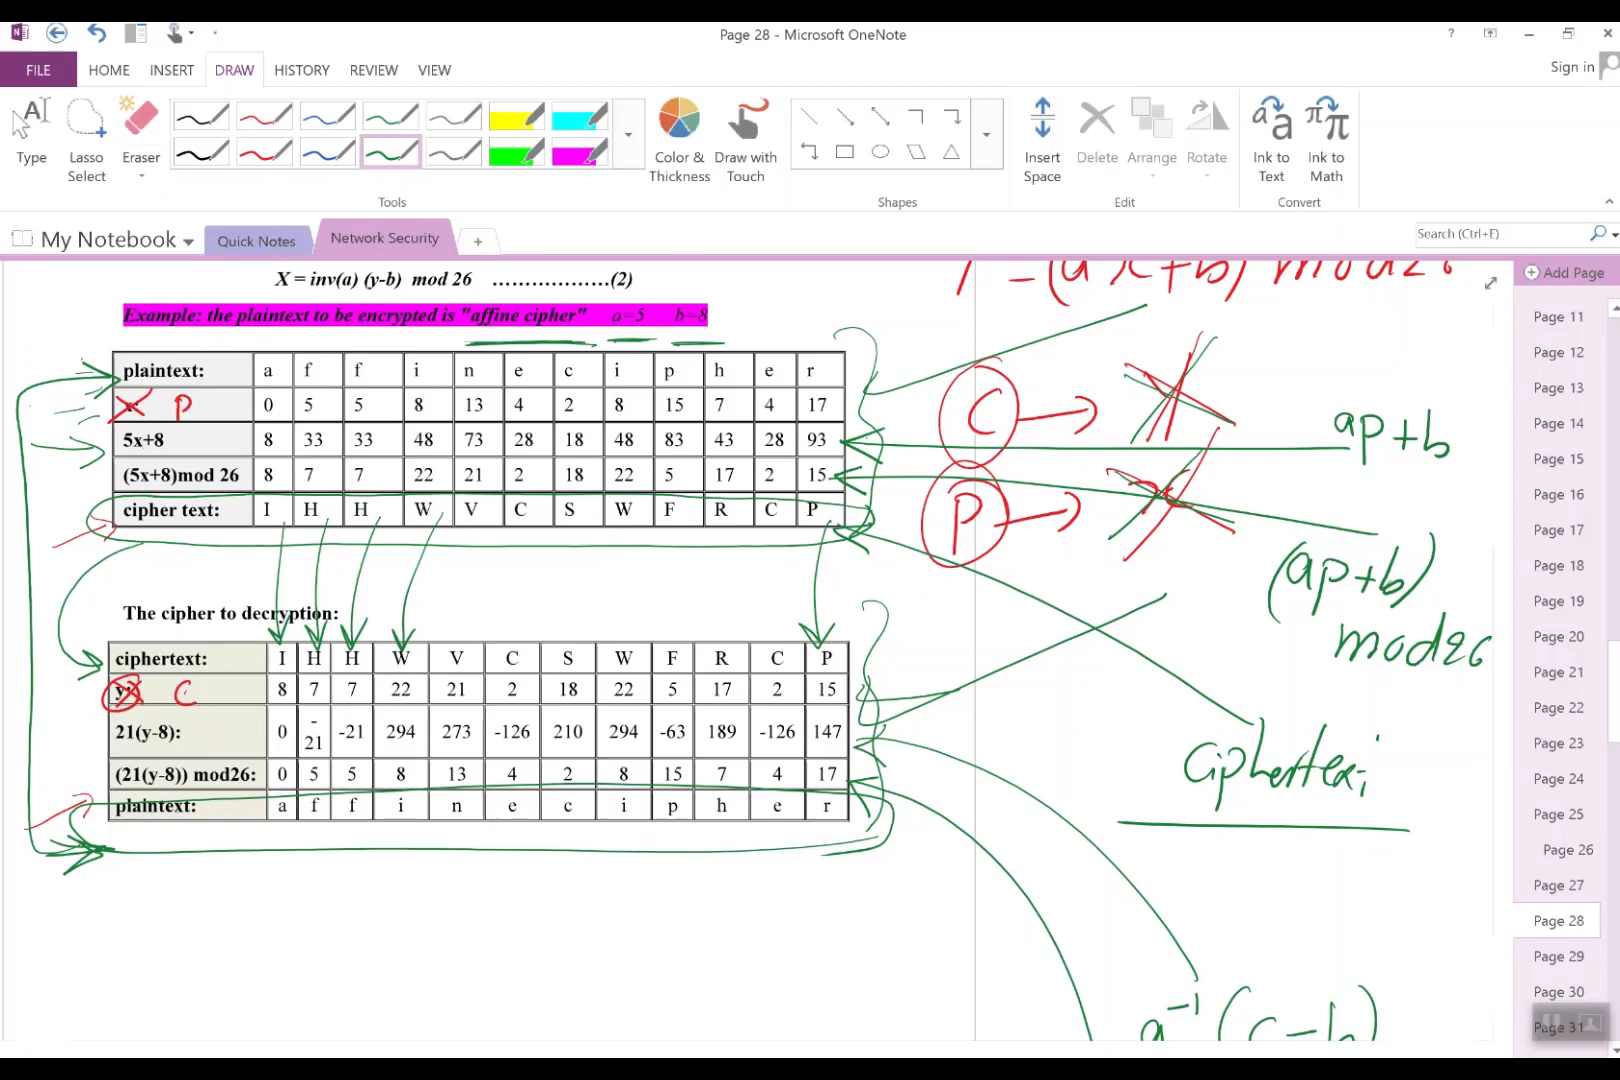 Page 28 - Microsoft OneNote
?
FILE HOME INSERT DRAW HISTORY REVIEW VIEW
Sign in
Type
Lasso Select
Eraser
Color & Thickness
Draw with Touch
Insert Space
Delete
Arrange
Rotate
Ink to Text
Ink to Math
Tools
Shapes
Edit
Convert
My Notebook
Quick Notes
Network Security
+
Search (Ctrl+E)
X = inv(a) (y-b) mod 26 ...................(2)
Example: the plaintext to be encrypted is "affine cipher" a=5 b=8
plaintext: a f f i n e c i p h e r
x: P 0 5 5 8 13 4 2 8 15 7 4 17
5x+8 8 33 33 48 73 28 18 48 83 43 28 93
(5x+8)mod 26 8 7 7 22 21 2 18 22 5 17 2 15
cipher text: I H H W V C S W F R C P
The cipher to decryption:
ciphertext: I H H W V C S W F R C P
y: C 8 7 7 22 21 2 18 22 5 17 2 15
21(y-8): 0 -21 -21 294 273 -126 210 294 -63 189 -126 147
(21(y-8)) mod26: 0 5 5 8 13 4 2 8 15 7 4 17
plaintext: a f f i n e c i p h e r
C
P
ap+b
(ap+b)
mod26
a⁻¹(c-b)
Add Page
Page 11
Page 12
Page 13
Page 14
Page 15
Page 16
Page 17
Page 18
Page 19
Page 20
Page 21
Page 22
Page 23
Page 24
Page 25
Page 26
Page 27
Page 28
Page 29
Page 30
Page 31